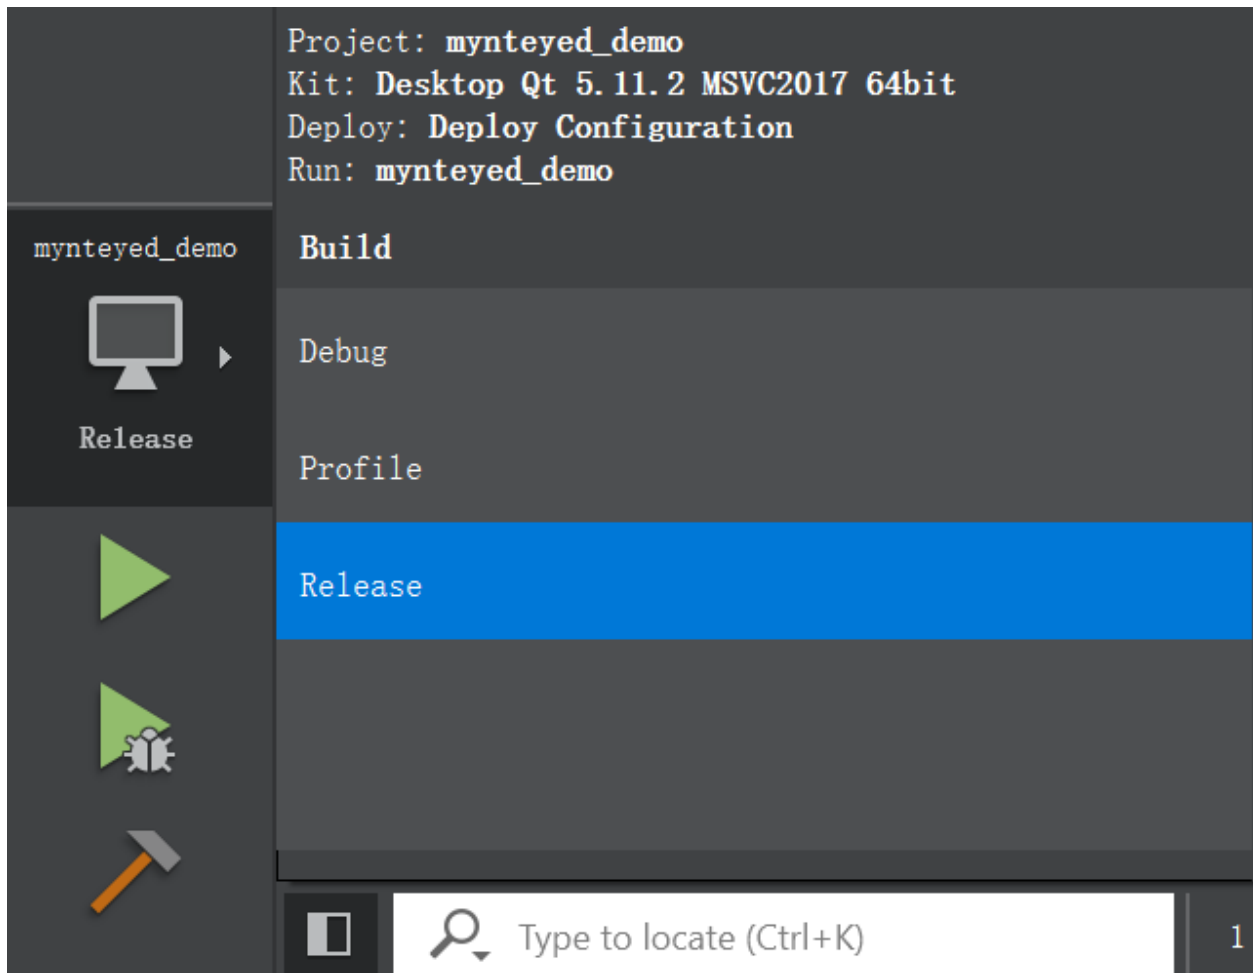 Project: mynteyed_demo
Kit: Desktop Qt 5.11.2 MSVC2017 64bit
Deploy: Deploy Configuration
Run: mynteyed_demo
mynteyed_demo
Release
Build
Debug
Profile
Release
Type to locate (Ctrl+K)
1